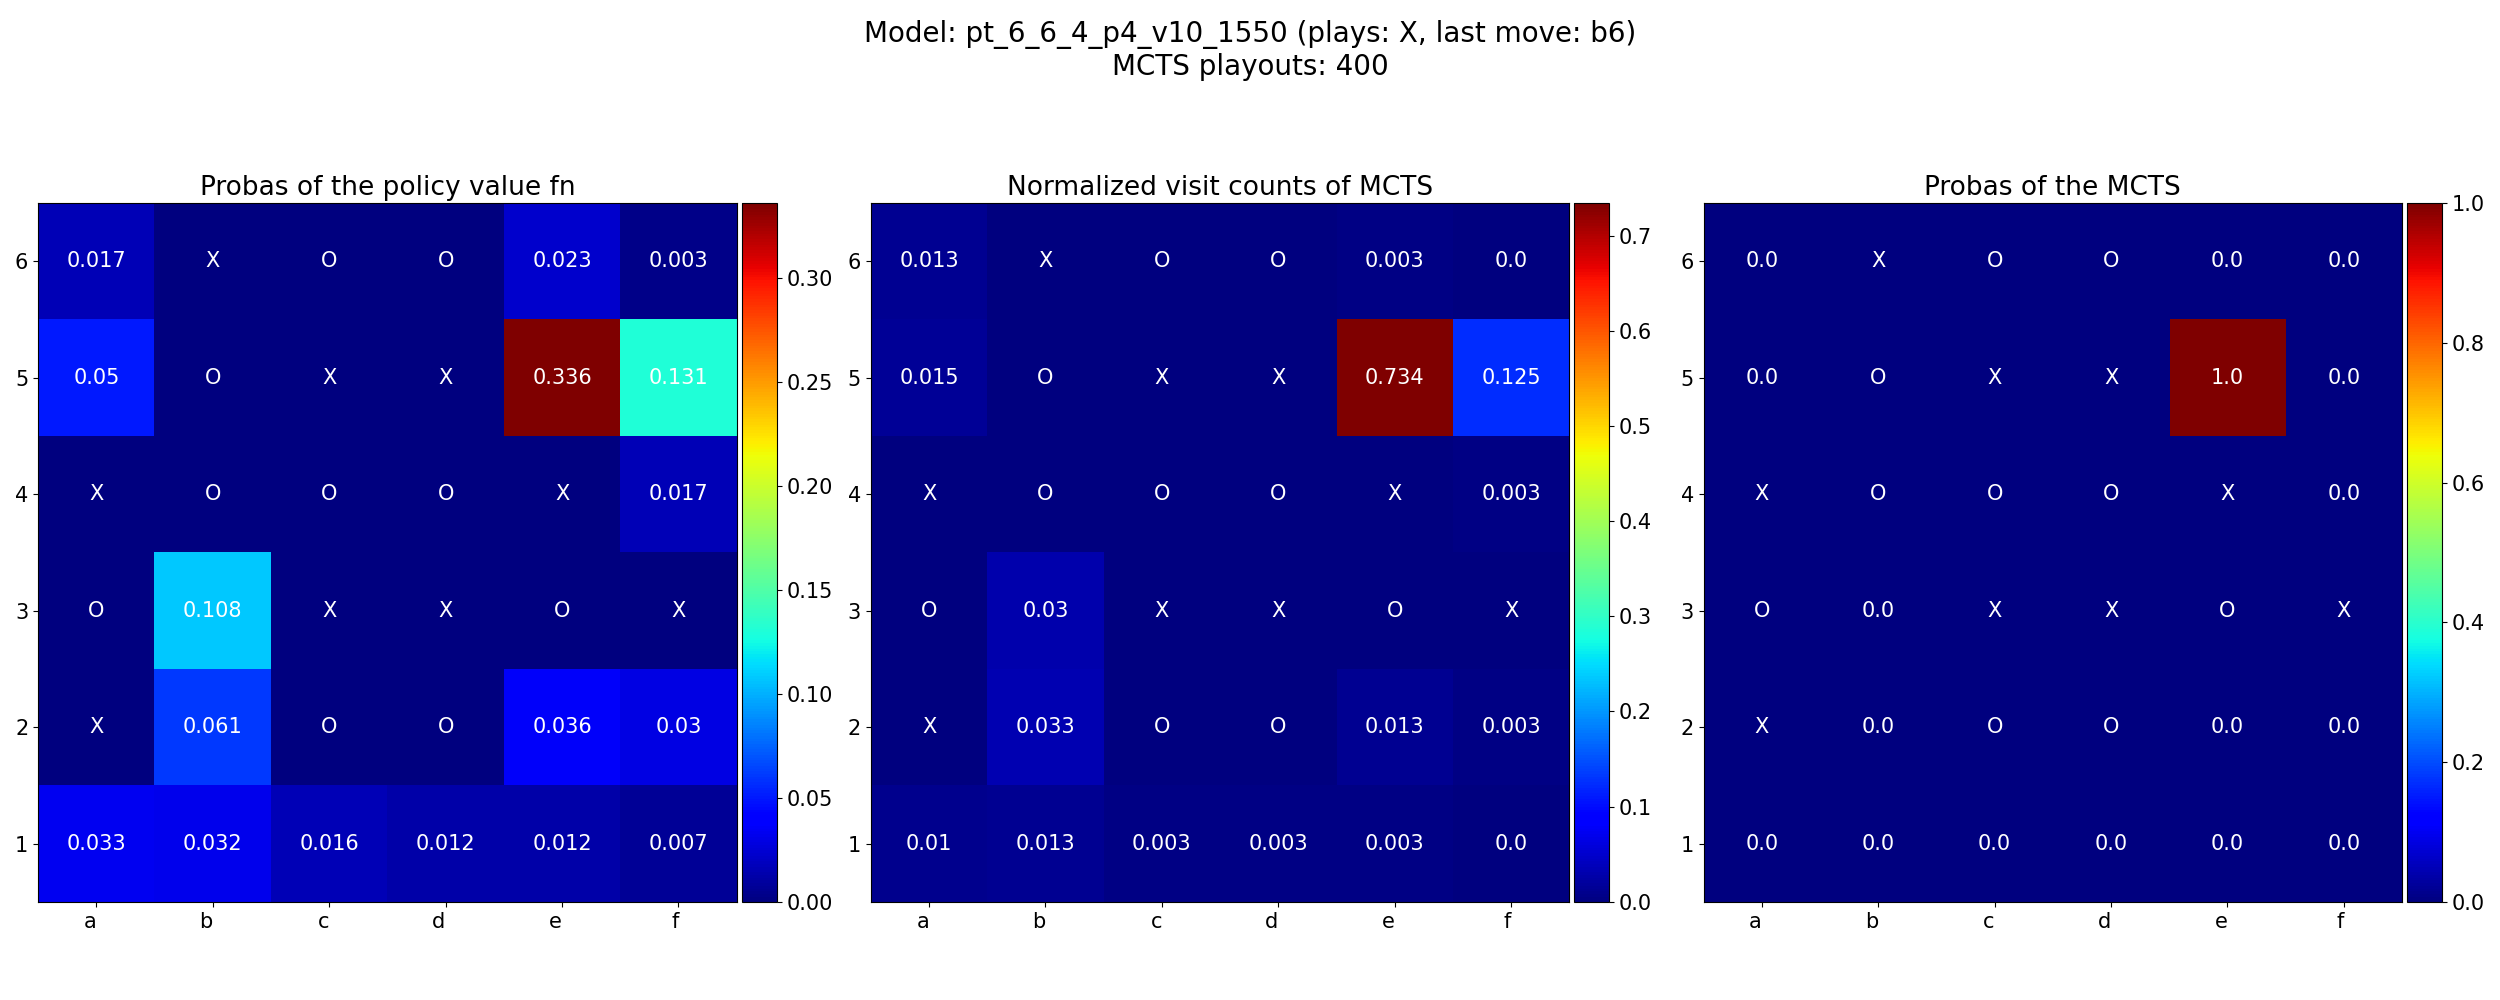 Model: pt_6_6_4_p4_v10_1550 (plays: X, last move: b6)
MCTS playouts: 400
Probas of the policy value fn
6 0.017 X O O 0.023 0.003
5 0.05 O X X 0.336 0.131
4 X O O O X 0.017
3 O 0.108 X X O X
2 X 0.061 O O 0.036 0.03
1 0.033 0.032 0.016 0.012 0.012 0.007
a b c d e f
0.30
0.25
0.20
0.15
0.10
0.05
0.00
Normalized visit counts of MCTS
6 0.013 X O O 0.003 0.0
5 0.015 O X X 0.734 0.125
4 X O O O X 0.003
3 O 0.03 X X O X
2 X 0.033 O O 0.013 0.003
1 0.01 0.013 0.003 0.003 0.003 0.0
a b c d e f
0.7
0.6
0.5
0.4
0.3
0.2
0.1
0.0
Probas of the MCTS
6 0.0 X O O 0.0 0.0
5 0.0 O X X 1.0 0.0
4 X O O O X 0.0
3 O 0.0 X X O X
2 X 0.0 O O 0.0 0.0
1 0.0 0.0 0.0 0.0 0.0 0.0
a b c d e f
1.0
0.8
0.6
0.4
0.2
0.0